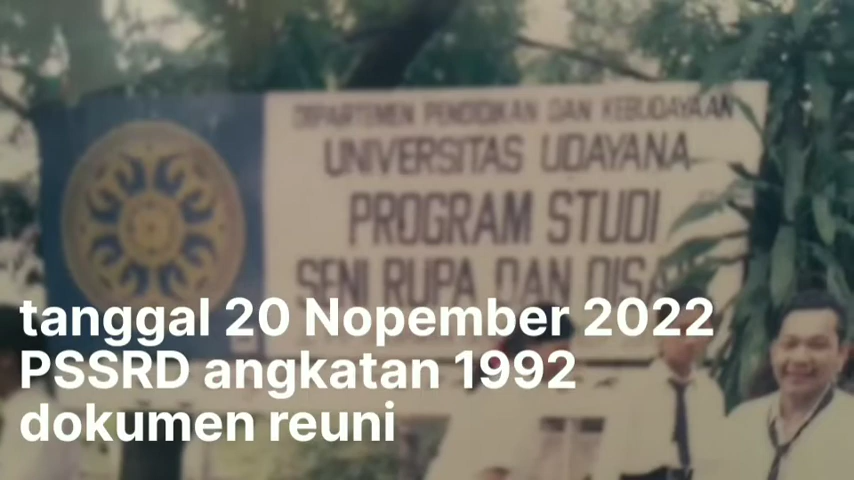 DEPARTEMEN PENDIDIKAN DAN KEBUDAYAAN
UNIVERSITAS UDAYANA
PROGRAM STUDI
SENI RUPA DAN DISA
tanggal 20 Nopember 2022
PSSRD angkatan 1992
dokumen reuni